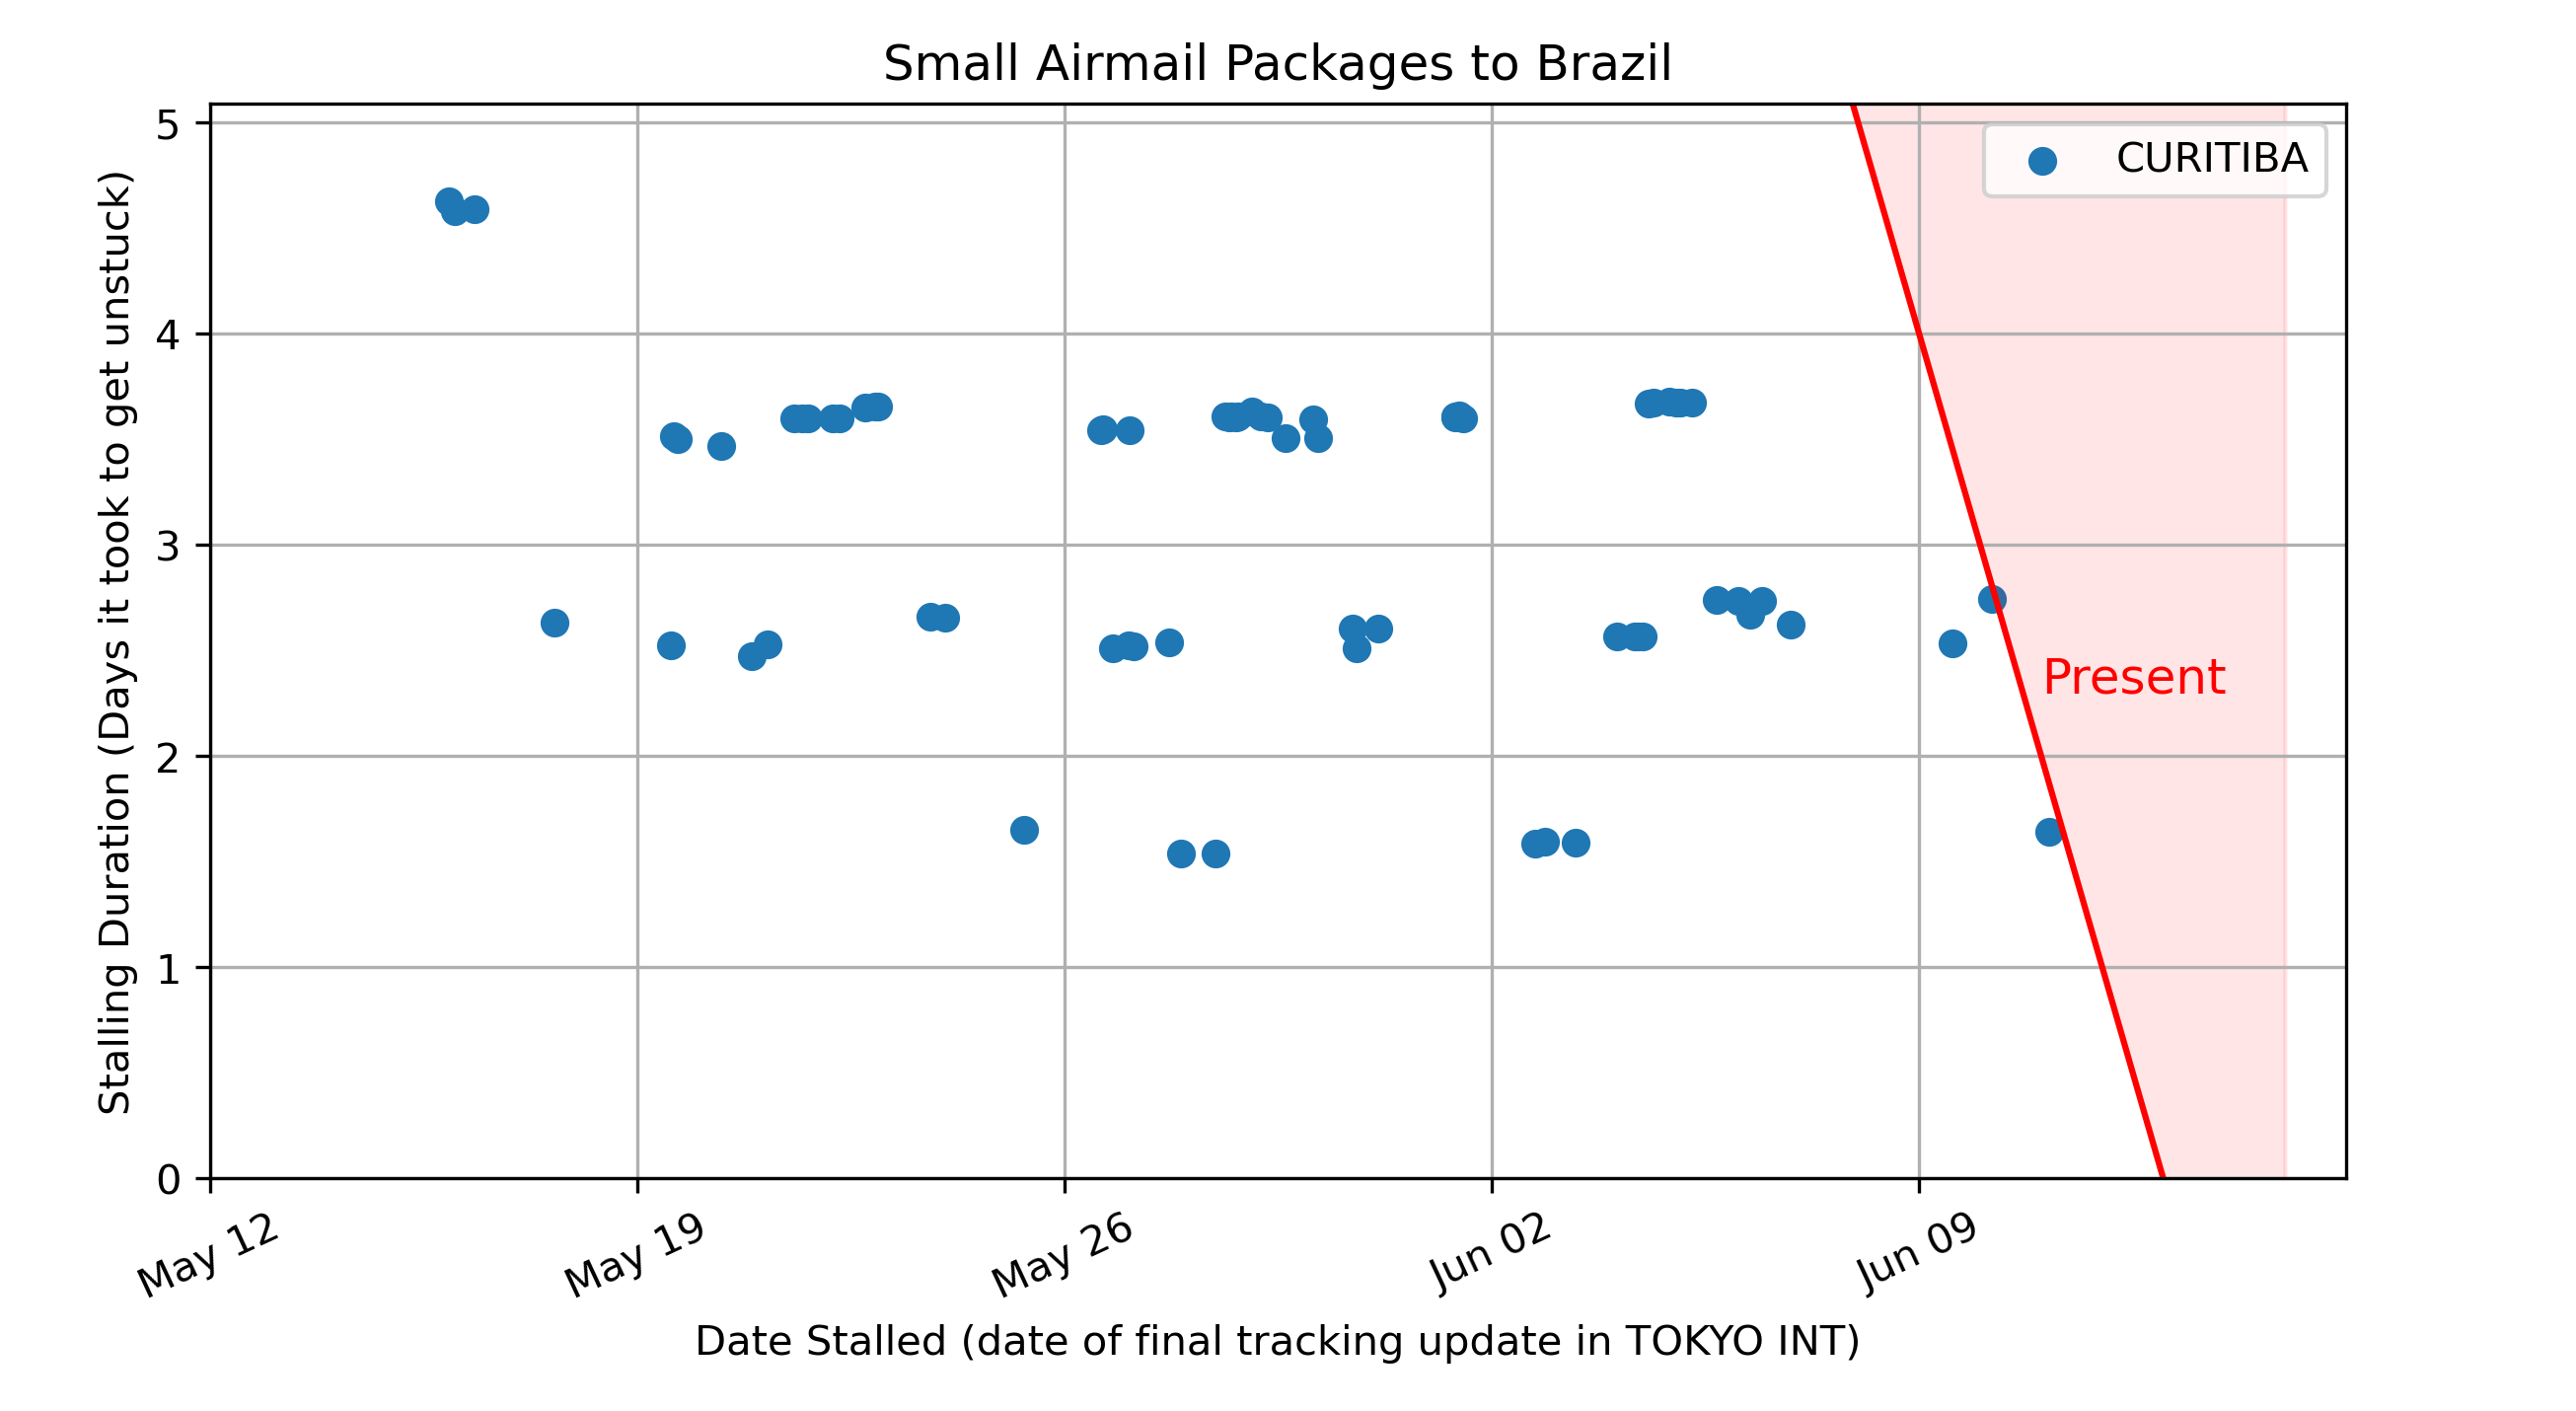 Small Airmail Packages to Brazil
Stalling Duration (Days it took to get unstuck)
5
4
3
2
1
0
CURITIBA
Present
May 12
May 19
May 26
Jun 02
Jun 09
Date Stalled (date of final tracking update in TOKYO INT)